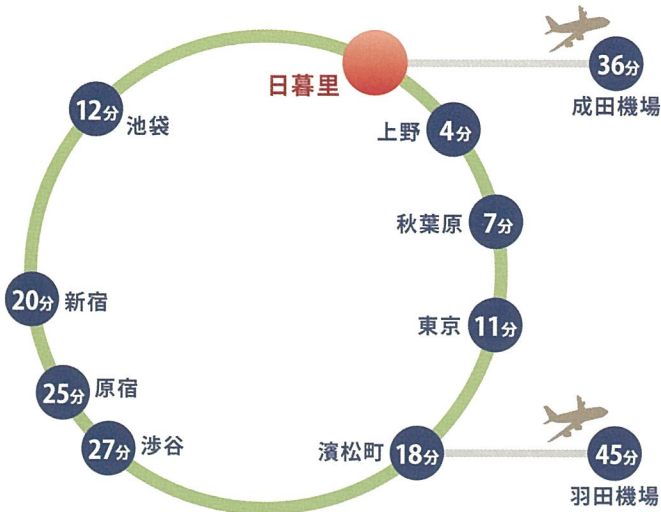 日暮里
36分
成田機場
12分
池袋
上野
4分
秋葉原
7分
20分
新宿
東京
11分
25分
原宿
27分
渉谷
濱松町
18分
45分
羽田機場